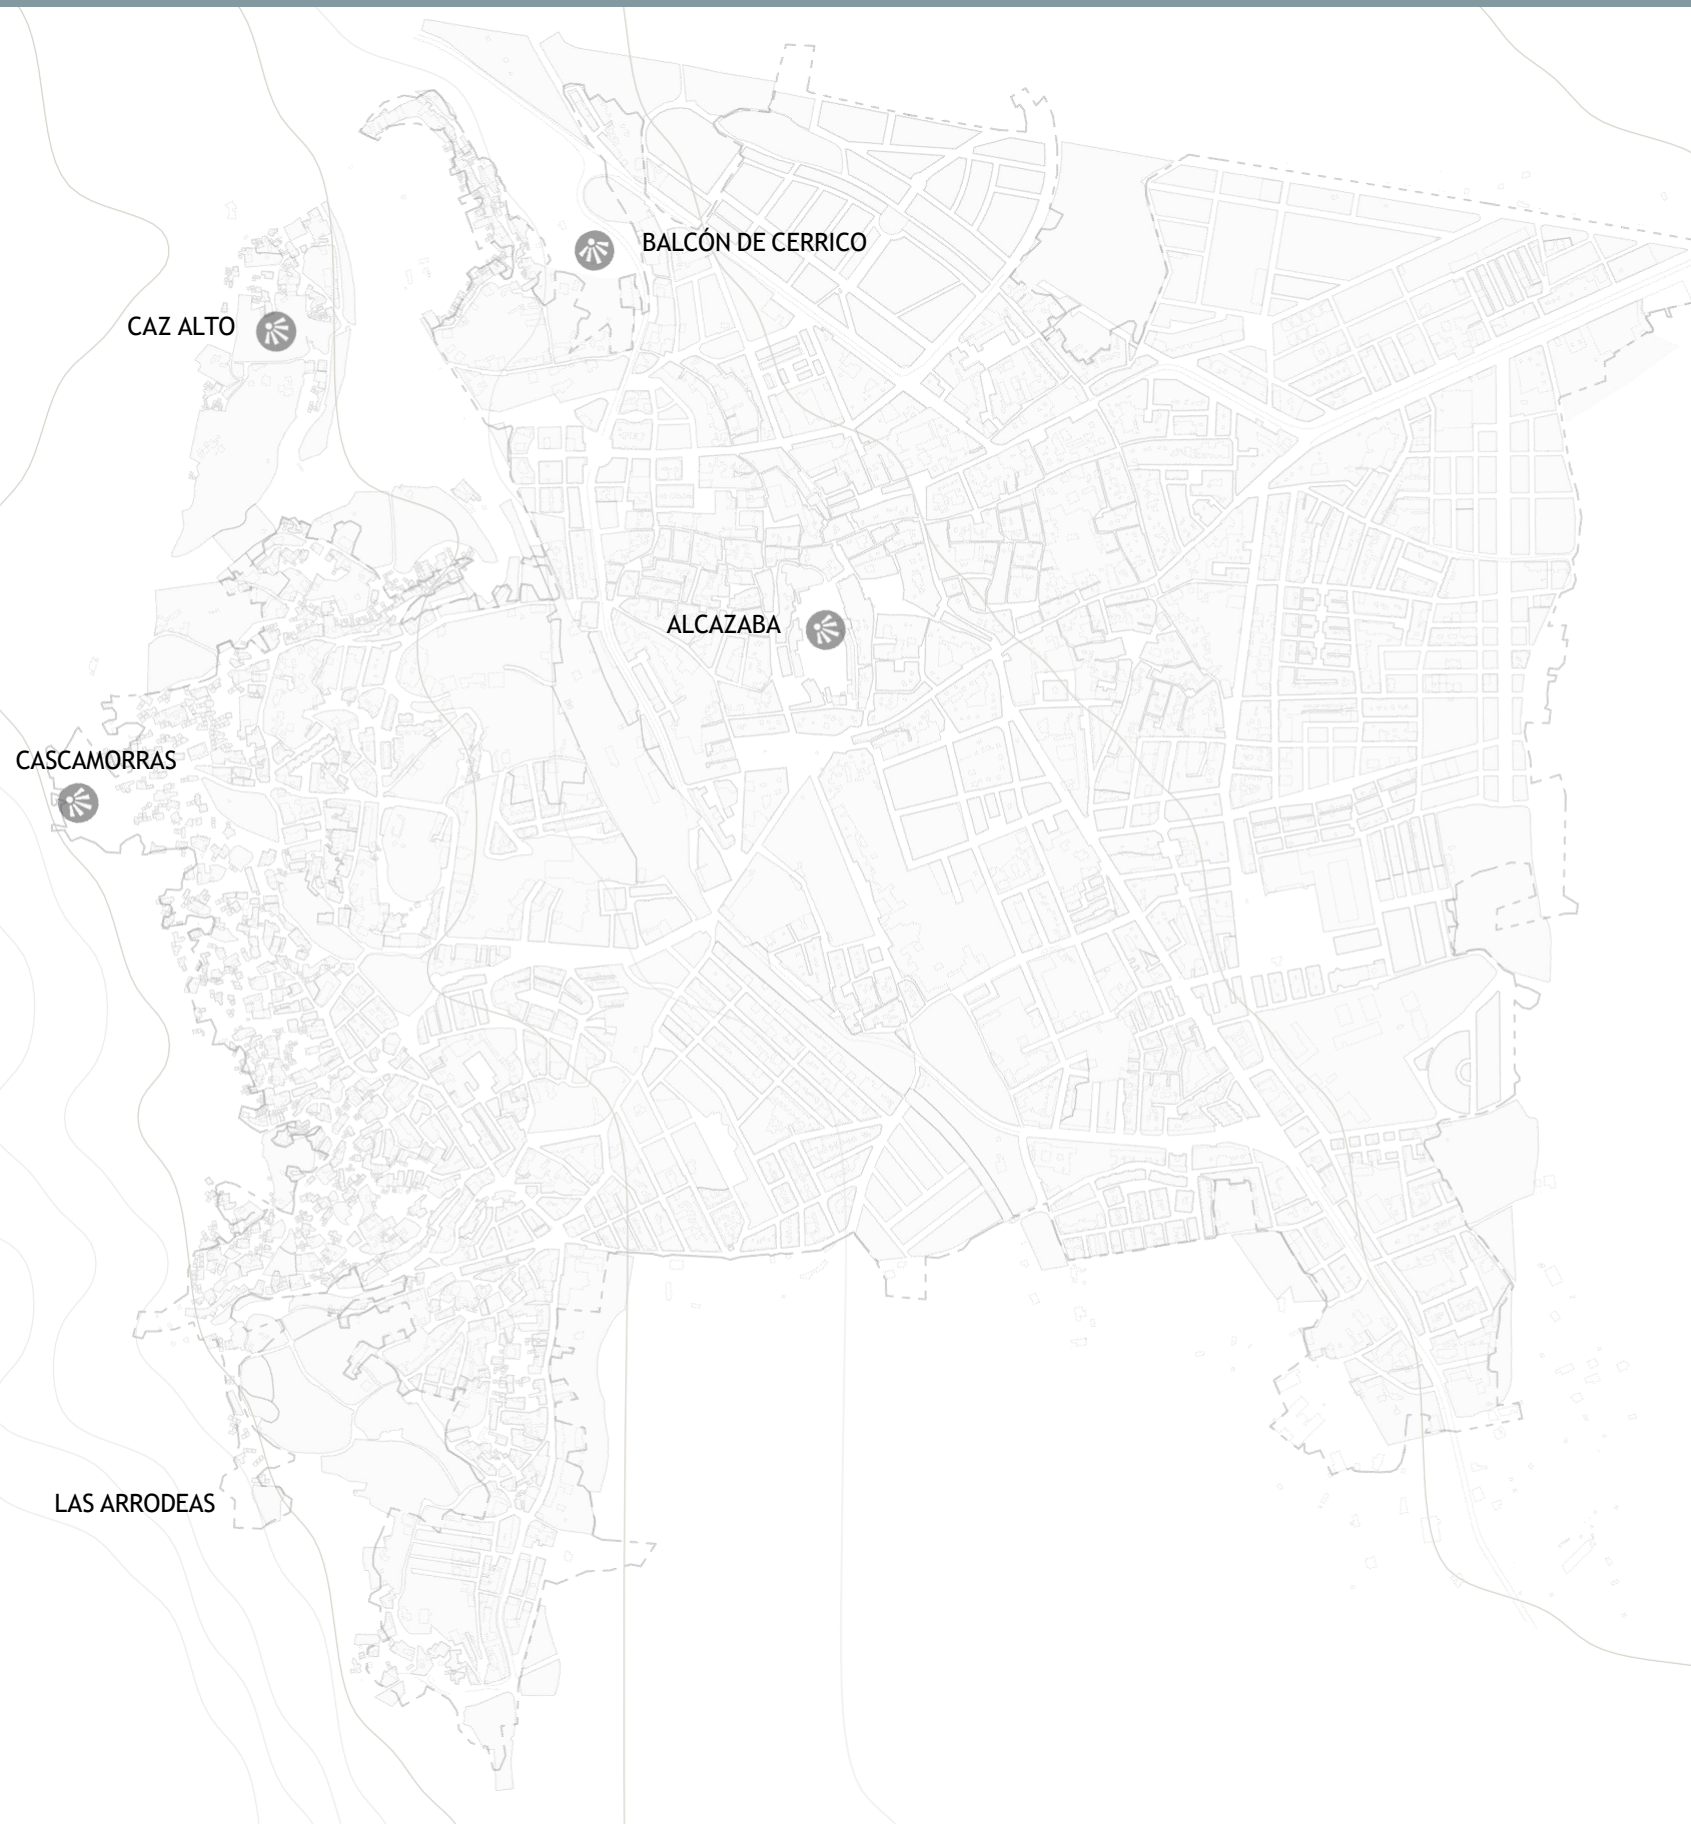 BALCÓN DE CERRICO
CAZ ALTO
ALCAZABA
CASCAMORRAS
LAS ARRODEAS